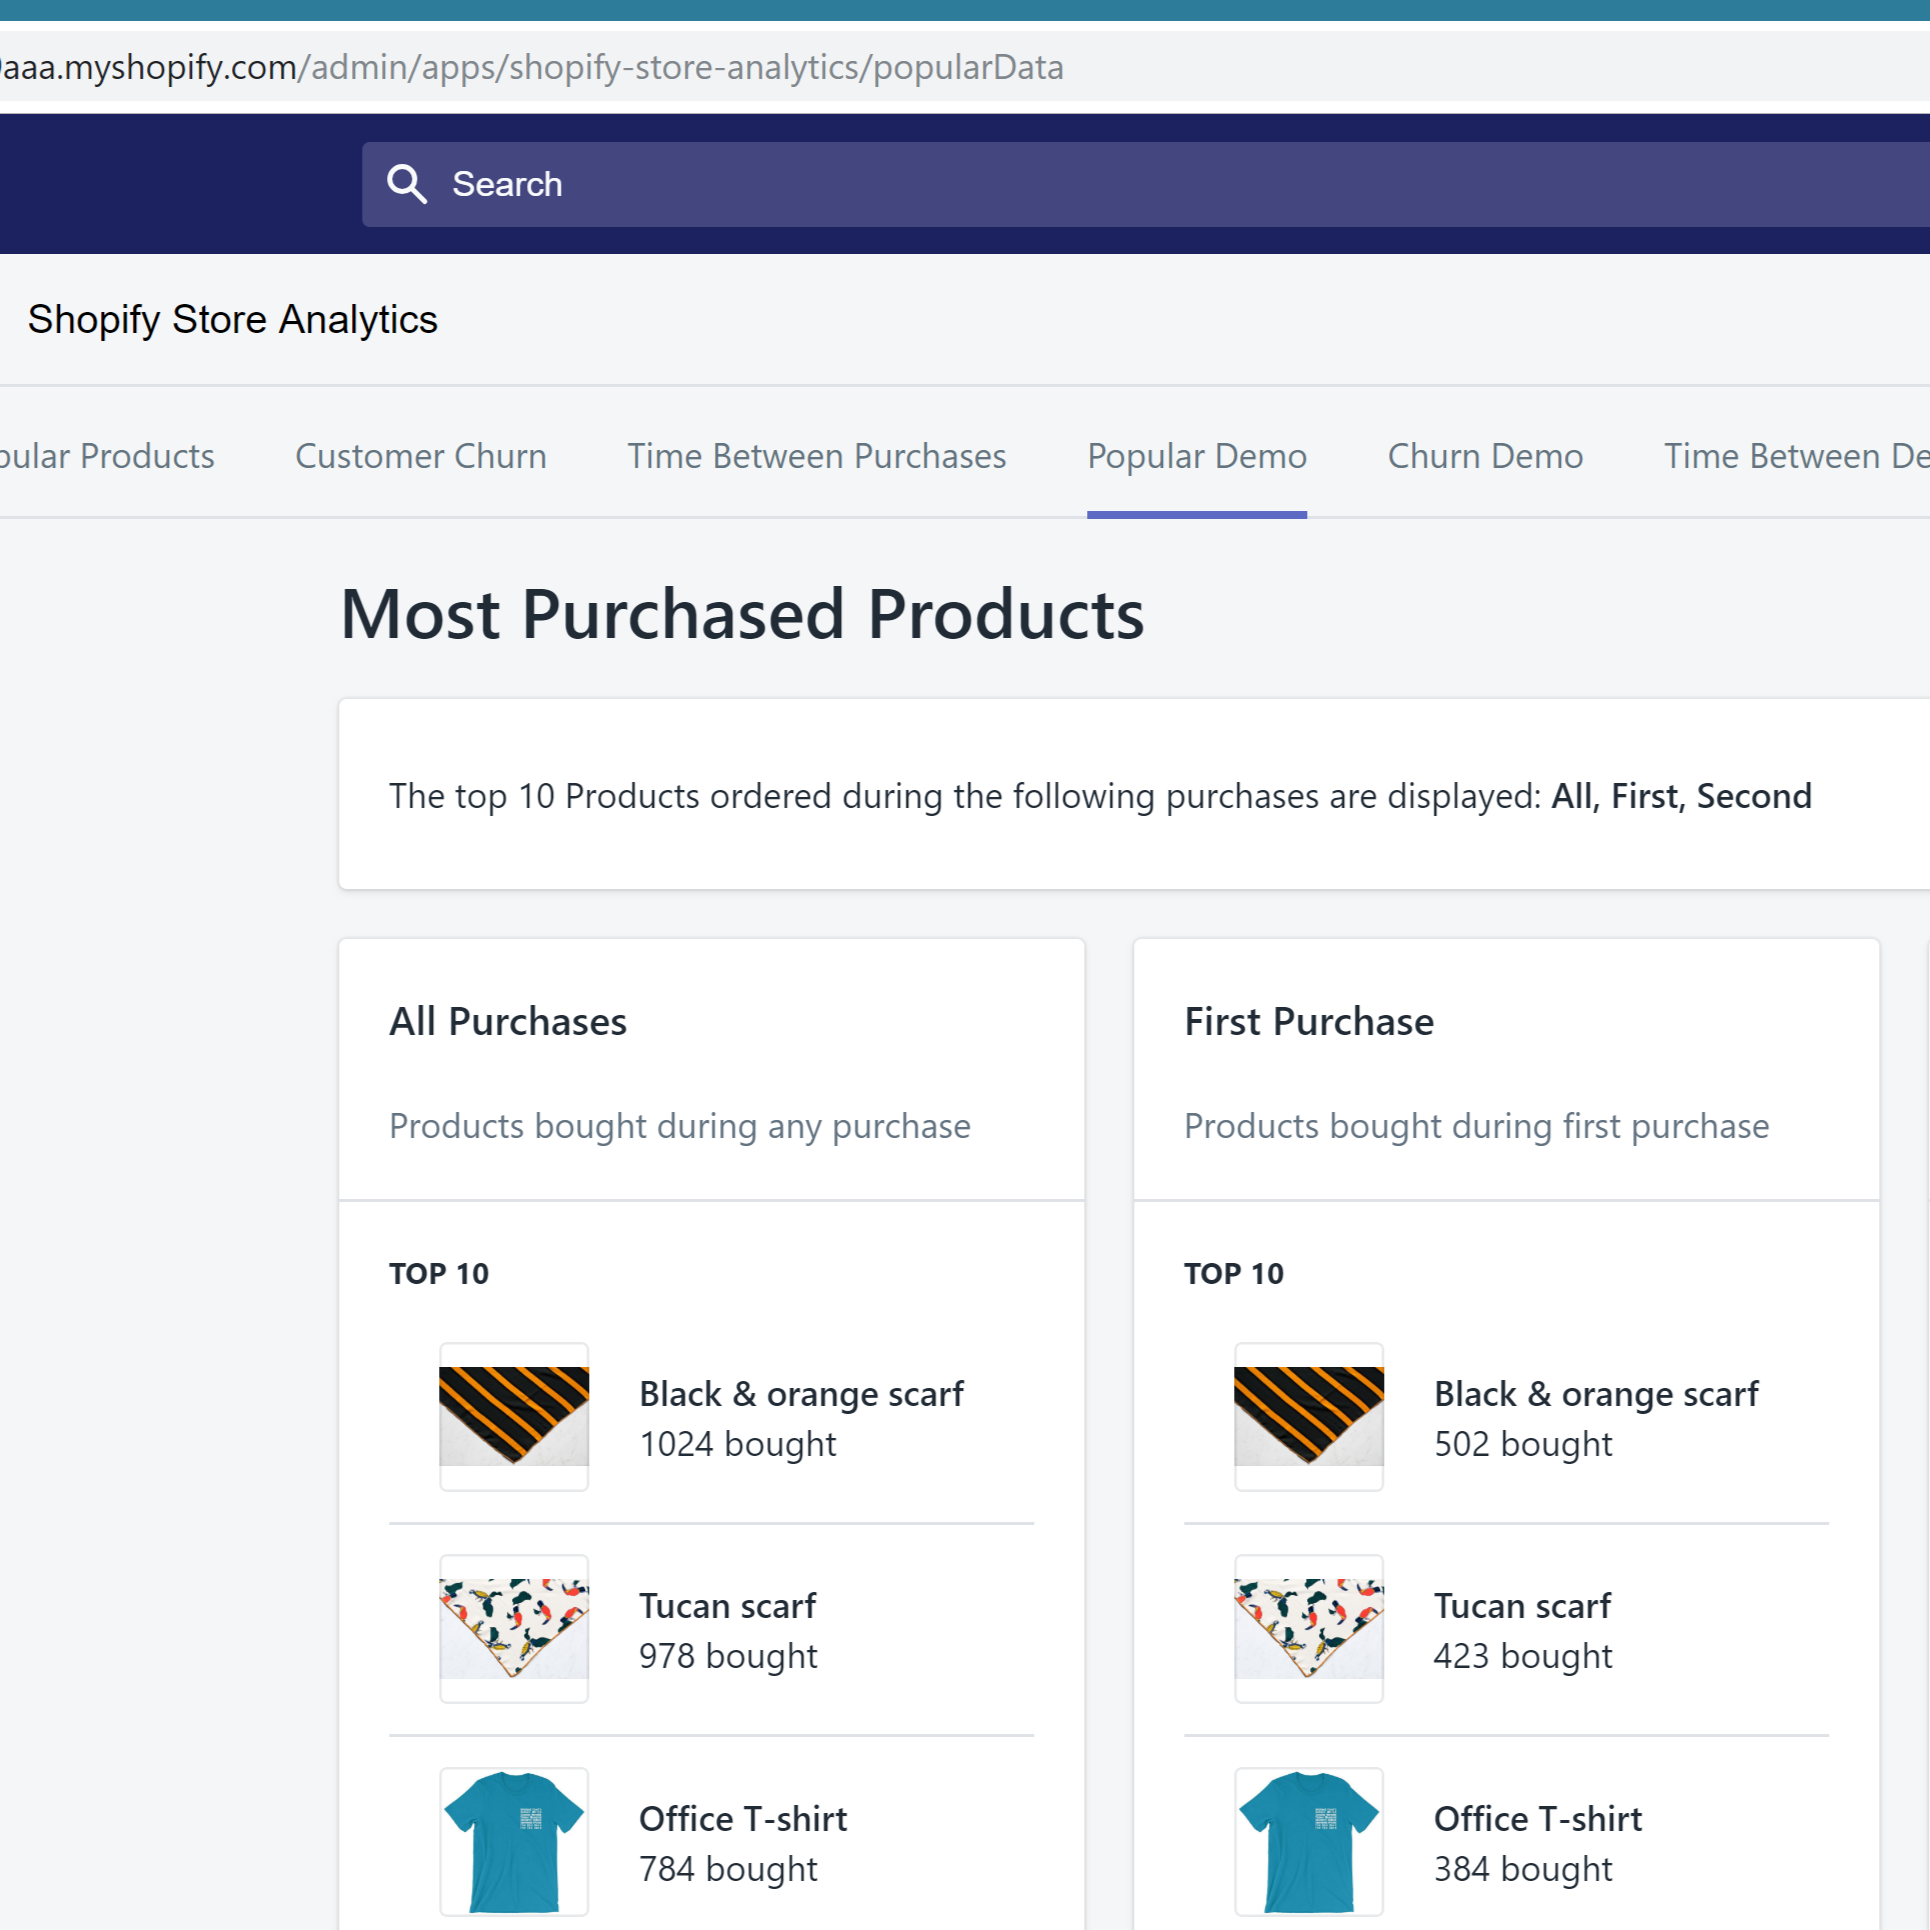 aaa.myshopify.com/admin/apps/shopify-store-analytics/popularData
Search
Shopify Store Analytics
Products Customer Churn Time Between Purchases Popular Demo Churn Demo Time Between
Most Purchased Products
The top 10 Products ordered during the following purchases are displayed: All, First, Second
All Purchases
Products bought during any purchase
TOP 10
Black & orange scarf
1024 bought
Tucan scarf
978 bought
Office T-shirt
784 bought
First Purchase
Products bought during first purchase
TOP 10
Black & orange scarf
502 bought
Tucan scarf
423 bought
Office T-shirt
384 bought